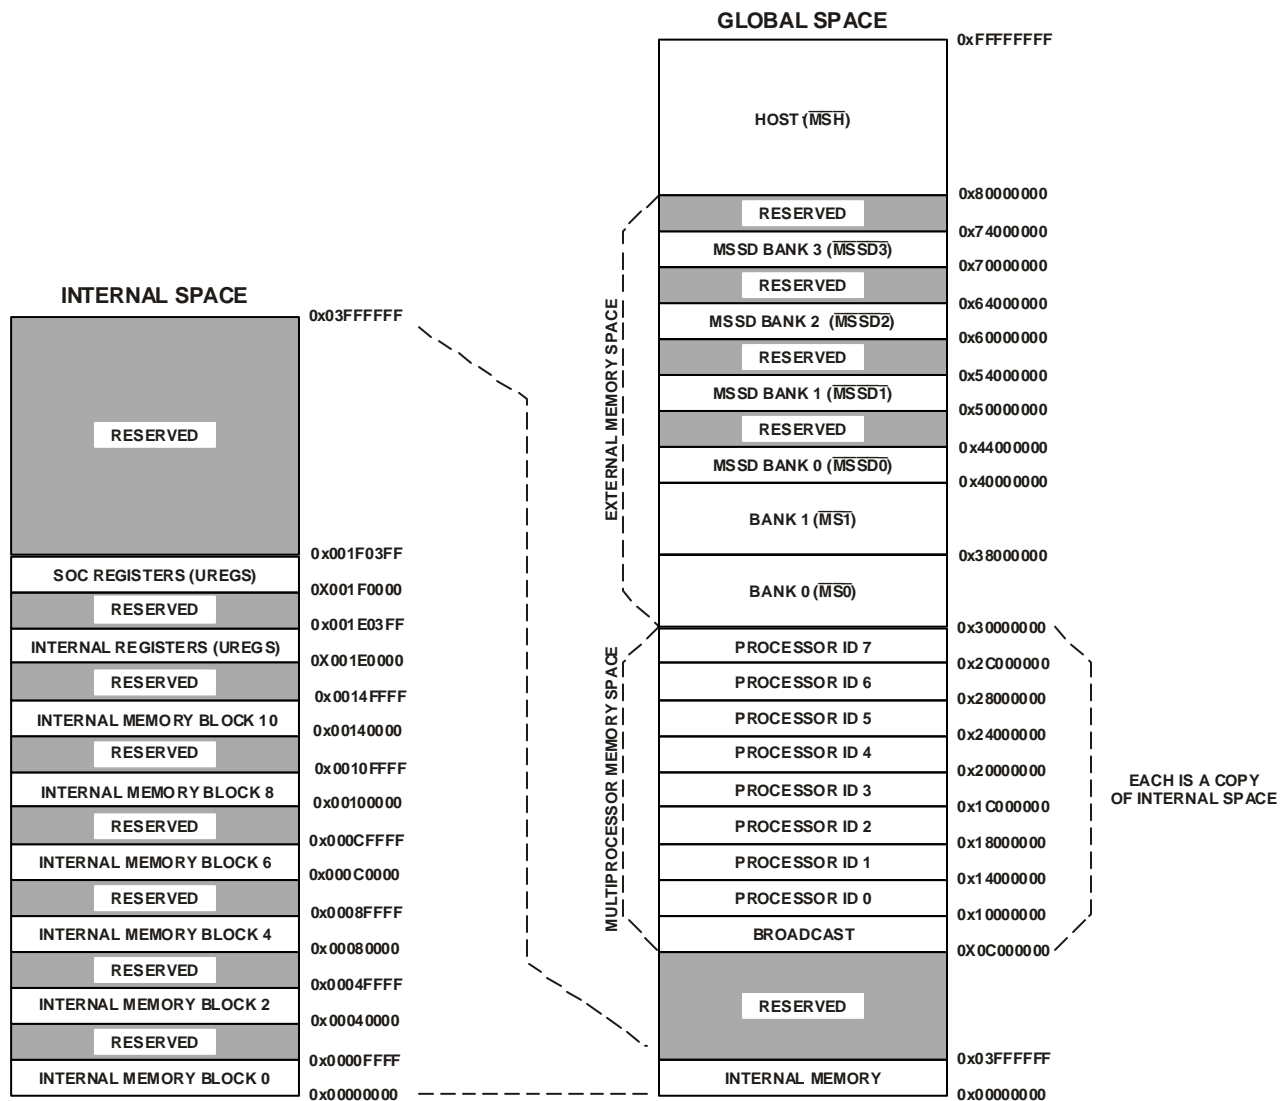 GLOBAL SPACE
0xFFFFFFFF
HOST (MSH)
0x80000000
RESERVED
0x74000000
MSSD BANK 3 (MSSD3)
0x70000000
RESERVED
0x64000000
MSSD BANK 2 (MSSD2)
0x60000000
RESERVED
0x54000000
MSSD BANK 1 (MSSD1)
0x50000000
RESERVED
0x44000000
MSSD BANK 0 (MSSD0)
0x40000000
BANK 1 (MS1)
0x38000000
BANK 0 (MS0)
0x30000000
PROCESSOR ID 7
0x2C000000
PROCESSOR ID 6
0x28000000
PROCESSOR ID 5
0x24000000
PROCESSOR ID 4
0x20000000
PROCESSOR ID 3
0x1C000000
PROCESSOR ID 2
0x18000000
PROCESSOR ID 1
0x14000000
PROCESSOR ID 0
0x10000000
BROADCAST
0X0C000000
RESERVED
0x03FFFFFF
INTERNAL MEMORY
0x00000000
EXTERNAL MEMORY SPACE
MULTIPROCESSOR MEMORY SPACE
EACH IS A COPY
OF INTERNAL SPACE
INTERNAL SPACE
0x03FFFFFF
RESERVED
0x001F03FF
SOC REGISTERS (UREGS)
0X001F0000
RESERVED
0x001E03FF
INTERNAL REGISTERS (UREGS)
0X001E0000
RESERVED
0x0014FFFF
INTERNAL MEMORY BLOCK 10
0x00140000
RESERVED
0x0010FFFF
INTERNAL MEMORY BLOCK 8
0x00100000
RESERVED
0x000CFFFF
INTERNAL MEMORY BLOCK 6
0x000C0000
RESERVED
0x0008FFFF
INTERNAL MEMORY BLOCK 4
0x00080000
RESERVED
0x0004FFFF
INTERNAL MEMORY BLOCK 2
0x00040000
RESERVED
0x0000FFFF
INTERNAL MEMORY BLOCK 0
0x00000000